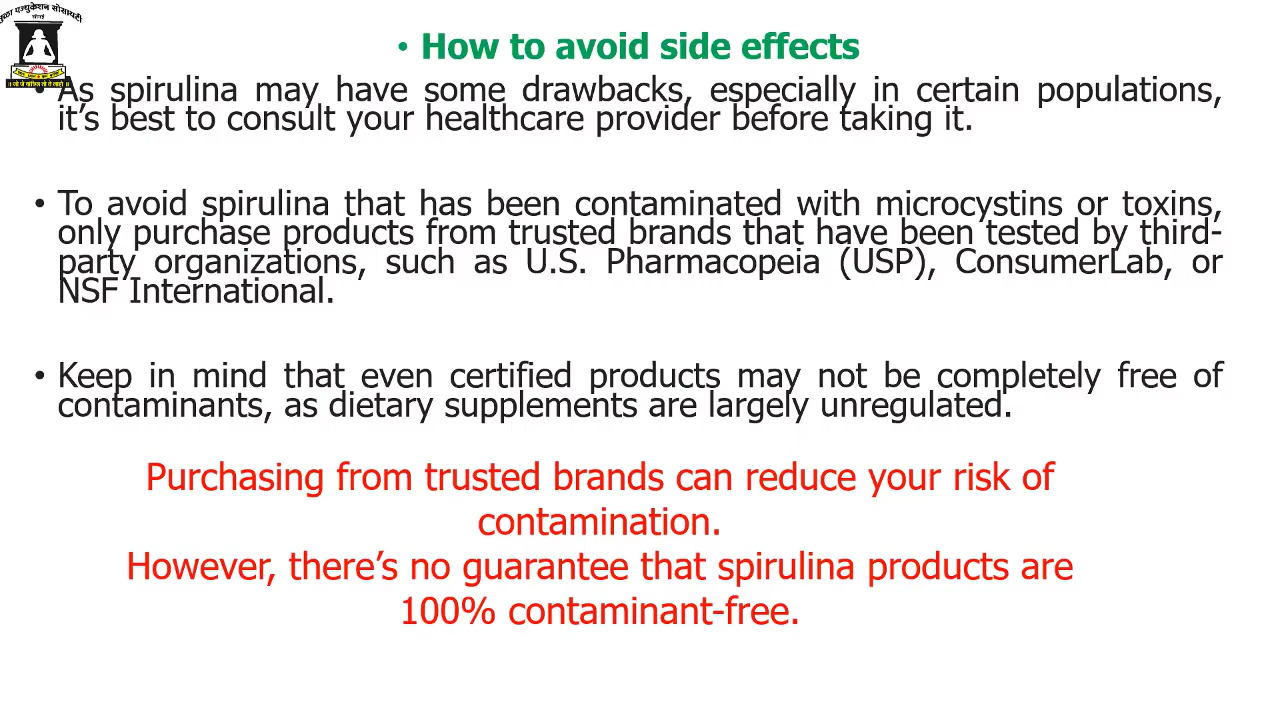 • How to avoid side effects
• As spirulina may have some drawbacks, especially in certain populations,
it’s best to consult your healthcare provider before taking it.
• To avoid spirulina that has been contaminated with microcystins or toxins,
only purchase products from trusted brands that have been tested by third-
party organizations, such as U.S. Pharmacopeia (USP), ConsumerLab, or
NSF International.
• Keep in mind that even certified products may not be completely free of
contaminants, as dietary supplements are largely unregulated.
Purchasing from trusted brands can reduce your risk of
contamination.
However, there’s no guarantee that spirulina products are
100% contaminant-free.